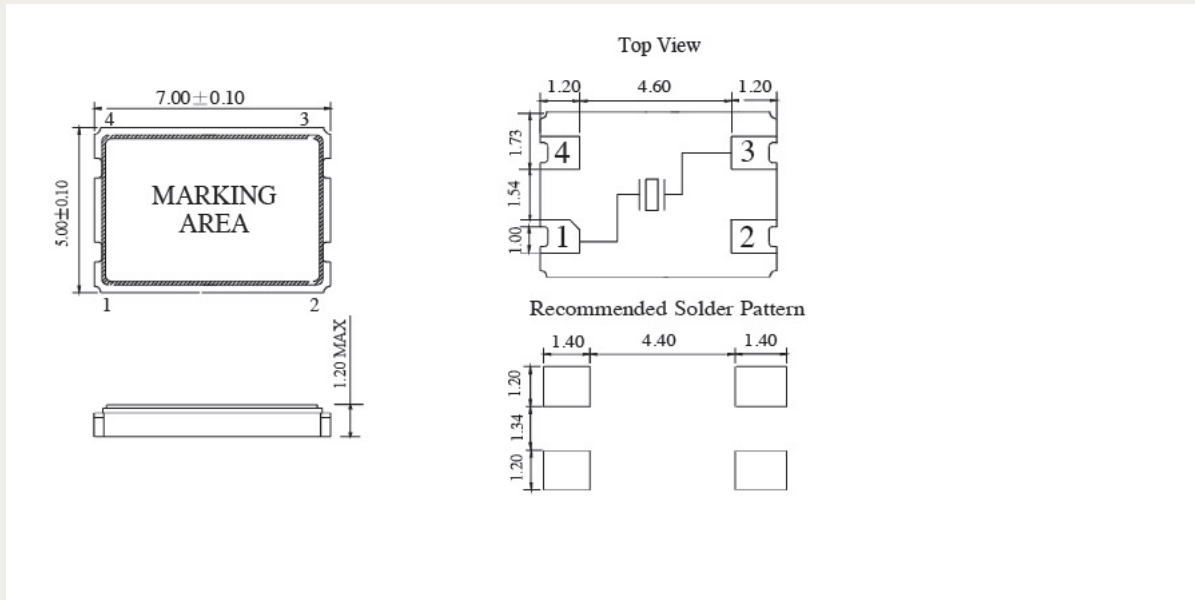 Top View
7.00±0.10
4 3
5.00±0.10
MARKING
AREA
1 2
1.20 MAX
1.20 4.60 1.20
1.73
1.54
1.00
4 3
1 2
Recommended Solder Pattern
1.40 4.40 1.40
1.20
1.34
1.20